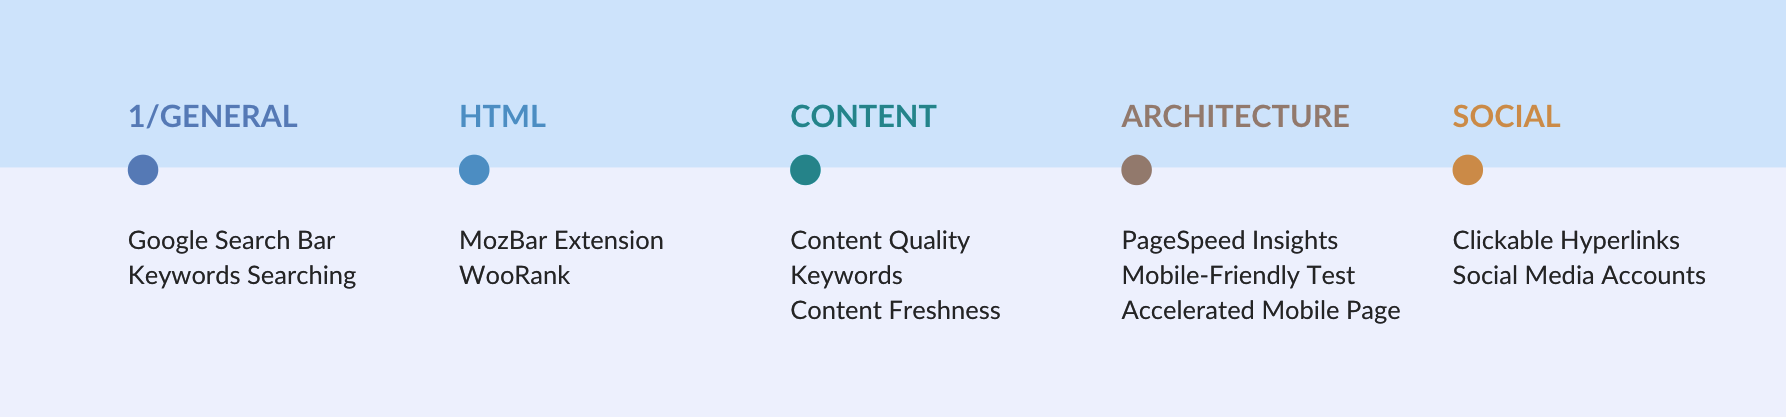 1/GENERAL
Google Search Bar
Keywords Searching
HTML
MozBar Extension
WooRank
CONTENT
Content Quality
Keywords
Content Freshness
ARCHITECTURE
PageSpeed Insights
Mobile-Friendly Test
Accelerated Mobile Page
SOCIAL
Clickable Hyperlinks
Social Media Accounts